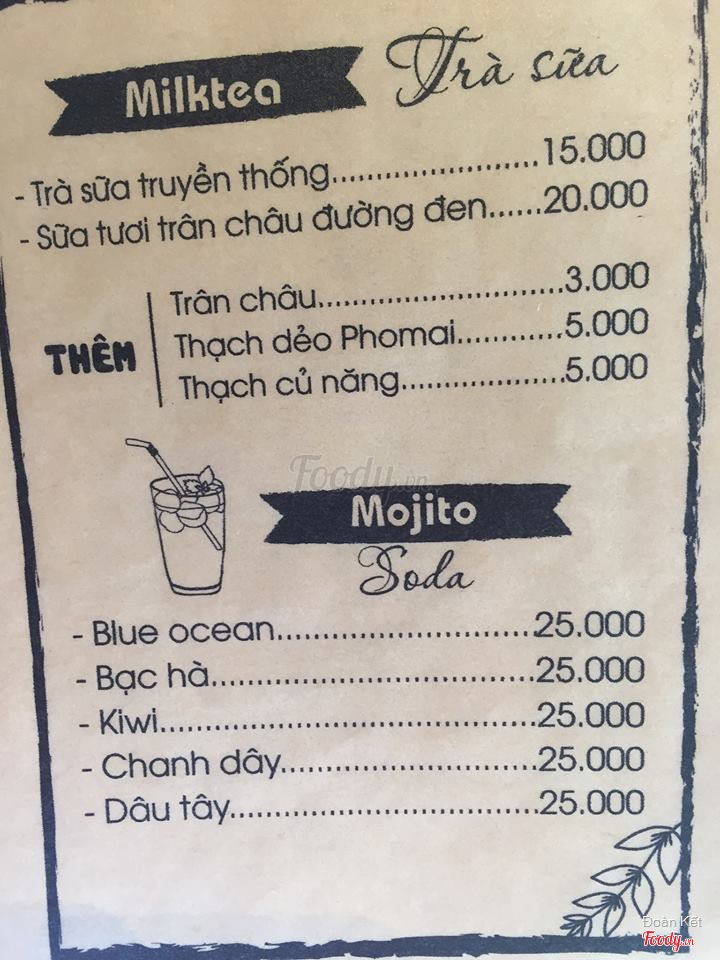 Milktea Trà sữa
- Trà sữa truyền thống.......................15.000
- Sữa tươi trân châu đường đen......20.000
THÊM
Trân châu............................3.000
Thạch dẻo Phomai............5.000
Thạch củ năng...................5.000
Foody.vn
Mojito
Soda
- Blue ocean............................25.000
- Bạc hà...................................25.000
- Kiwi.........................................25.000
- Chanh dây............................25.000
- Dâu tây..................................25.000
Đoàn Kết
Foody.vn